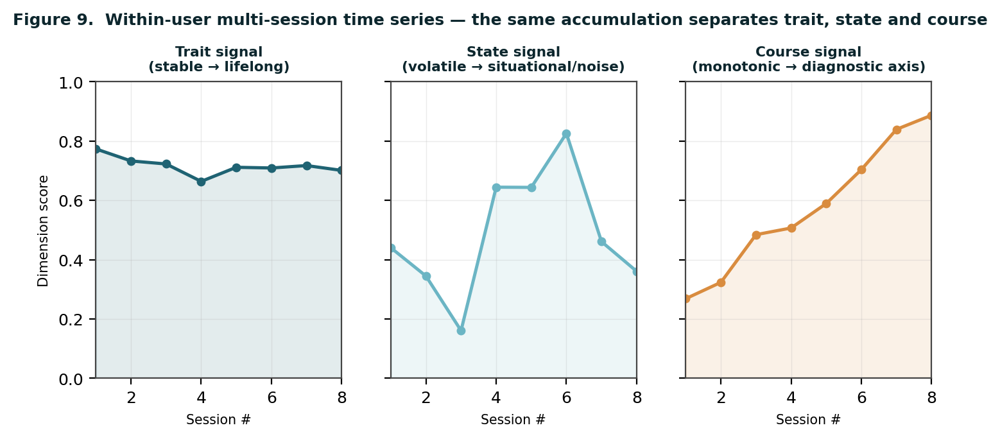 Figure 9.  Within-user multi-session time series — the same accumulation separates trait, state and course
Trait signal
(stable → lifelong)
State signal
(volatile → situational/noise)
Course signal
(monotonic → diagnostic axis)
Dimension score
1.0
0.8
0.6
0.4
0.2
0.0
2 4 6 8
2 4 6 8
2 4 6 8
Session #
Session #
Session #